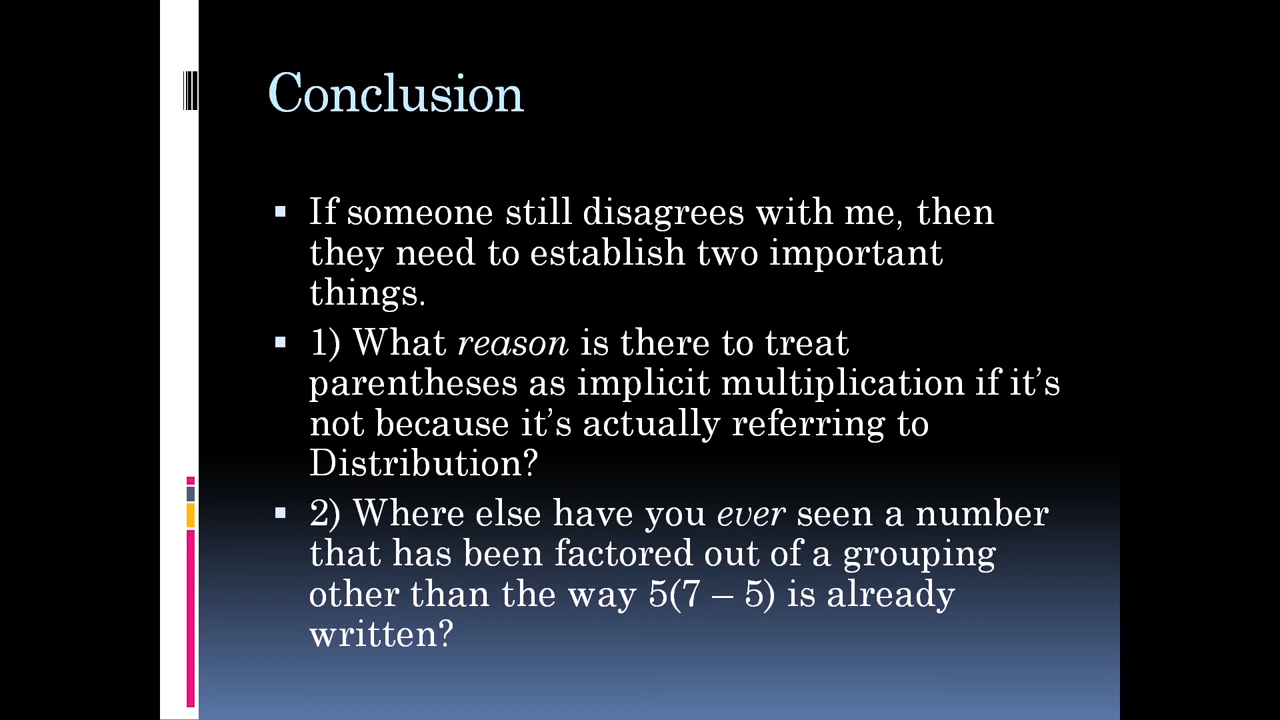 Conclusion
▪ If someone still disagrees with me, then
they need to establish two important
things.
▪ 1) What reason is there to treat
parentheses as implicit multiplication if it’s
not because it’s actually referring to
Distribution?
▪ 2) Where else have you ever seen a number
that has been factored out of a grouping
other than the way 5(7 – 5) is already
written?